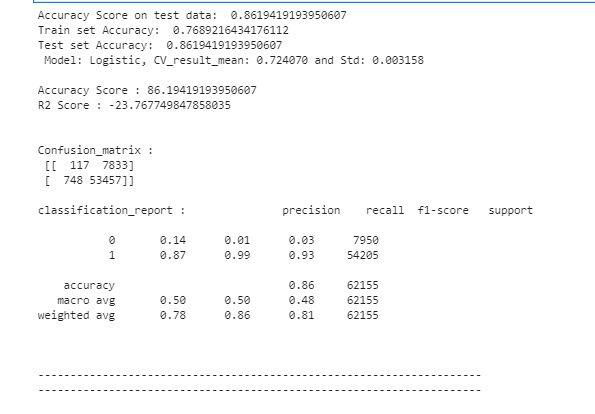 Accuracy Score on test data:  0.8619419193950607
Train set Accuracy:  0.7689216434176112
Test set Accuracy:  0.8619419193950607
 Model: Logistic, CV_result_mean: 0.724070 and Std: 0.003158
Accuracy Score : 86.19419193950607
R2 Score : -23.767749847858035
Confusion_matrix :
 [[  117  7833]
 [  748 53457]]
classification_report :               precision    recall  f1-score   support
           0       0.14      0.01      0.03      7950
           1       0.87      0.99      0.93     54205
    accuracy                           0.86     62155
   macro avg       0.50      0.50      0.48     62155
weighted avg       0.78      0.86      0.81     62155
---------------------------------------------------------------------
---------------------------------------------------------------------